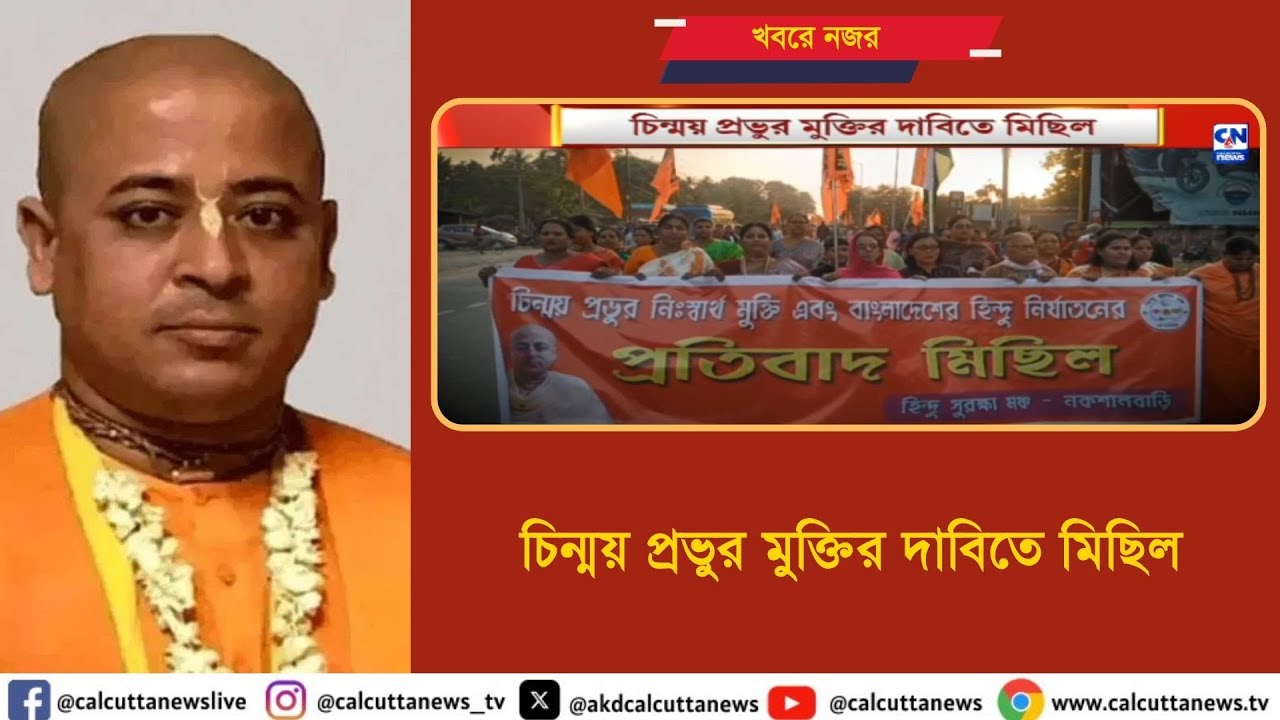 খবরে নজর
চিন্ময় প্রভুর মুক্তির দাবিতে মিছিল
CN
news
চিন্ময় প্রভুর নিঃস্বার্থ মুক্তি এবং বাংলাদেশের হিন্দু নির্যাতনের
প্রতিবাদ মিছিল
হিন্দু সুরক্ষা মঞ্চ - নকশালবাড়ি
চিন্ময় প্রভুর মুক্তির দাবিতে মিছিল
@calcuttanewslive @calcuttanews_tv @akdcalcuttanews @calcuttanews www.calcuttanews.tv